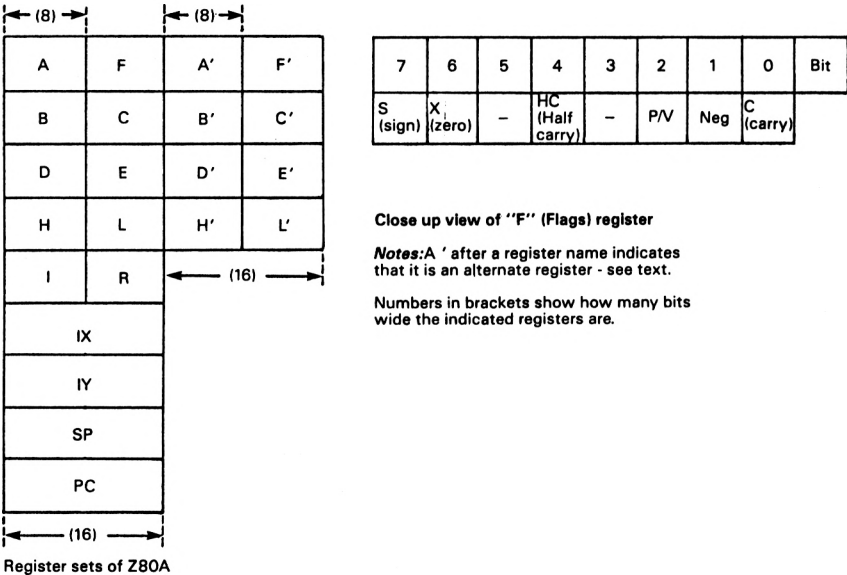 (8) (8)
A F A′ F′
B C B′ C′
D E D′ E′
H L H′ L′
I R (16)
IX
IY
SP
PC
(16)
Register sets of Z80A
7 6 5 4 3 2 1 0 Bit
S (sign) X (zero) – HC (Half carry) – P/V Neg C (carry)
Close up view of "F" (Flags) register
Notes:A ′ after a register name indicates
that it is an alternate register - see text.
Numbers in brackets show how many bits
wide the indicated registers are.